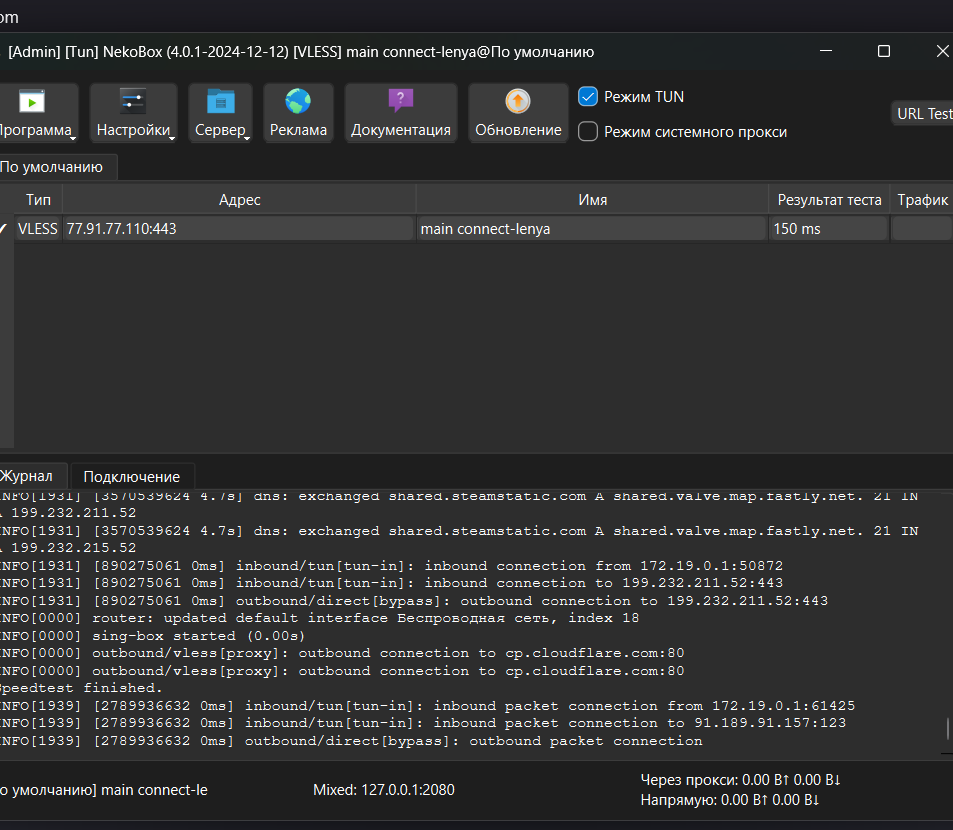 om
[Admin] [Tun] NekoBox (4.0.1-2024-12-12) [VLESS] main connect-lenya@По умолчанию
Программа Настройки Сервер Реклама Документация Обновление
Режим TUN
Режим системного прокси
URL Test
По умолчанию
Тип Адрес Имя Результат теста Трафик
VLESS 77.91.77.110:443 main connect-lenya 150 ms
Журнал Подключение
INFO[1931] [3570539624 4.7s] dns: exchanged shared.steamstatic.com A shared.valve.map.fastly.net. 21 IN
A 199.232.211.52
INFO[1931] [3570539624 4.7s] dns: exchanged shared.steamstatic.com A shared.valve.map.fastly.net. 21 IN
A 199.232.215.52
INFO[1931] [890275061 0ms] inbound/tun[tun-in]: inbound connection from 172.19.0.1:50872
INFO[1931] [890275061 0ms] inbound/tun[tun-in]: inbound connection to 199.232.211.52:443
INFO[1931] [890275061 0ms] outbound/direct[bypass]: outbound connection to 199.232.211.52:443
INFO[0000] router: updated default interface Беспроводная сеть, index 18
INFO[0000] sing-box started (0.00s)
INFO[0000] outbound/vless[proxy]: outbound connection to cp.cloudflare.com:80
INFO[0000] outbound/vless[proxy]: outbound connection to cp.cloudflare.com:80
Speedtest finished.
INFO[1939] [2789936632 0ms] inbound/tun[tun-in]: inbound packet connection from 172.19.0.1:61425
INFO[1939] [2789936632 0ms] inbound/tun[tun-in]: inbound packet connection to 91.189.91.157:123
INFO[1939] [2789936632 0ms] outbound/direct[bypass]: outbound packet connection
о умолчанию] main connect-le
Mixed: 127.0.0.1:2080
Через прокси: 0.00 B↑ 0.00 B↓
Напрямую: 0.00 B↑ 0.00 B↓